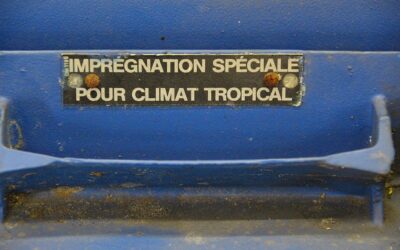 IMPRÉGNATION SPÉCIALE
POUR CLIMAT TROPICAL